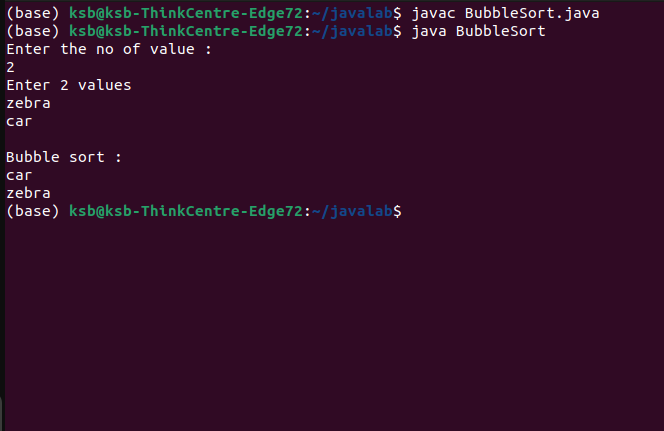 (base) ksb@ksb-ThinkCentre-Edge72:~/javalab$ javac BubbleSort.java
(base) ksb@ksb-ThinkCentre-Edge72:~/javalab$ java BubbleSort
Enter the no of value :
2
Enter 2 values
zebra
car

Bubble sort :
car
zebra
(base) ksb@ksb-ThinkCentre-Edge72:~/javalab$